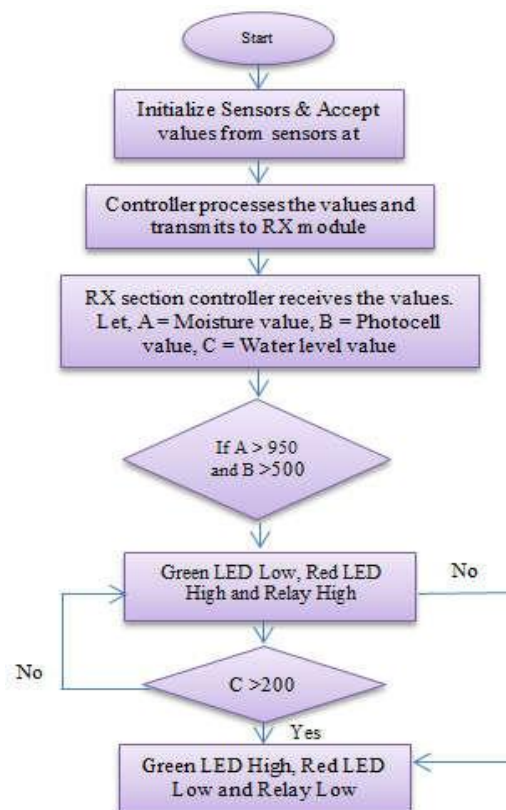 Start
Initialize Sensors & Accept
values from sensors at
Controller processes the values and
transmits to RX module
RX section controller receives the values.
Let, A = Moisture value, B = Photocell
value, C = Water level value
If A > 950
and B >500
Green LED Low, Red LED
High and Relay High
No
C >200
No
Yes
Green LED High, Red LED
Low and Relay Low